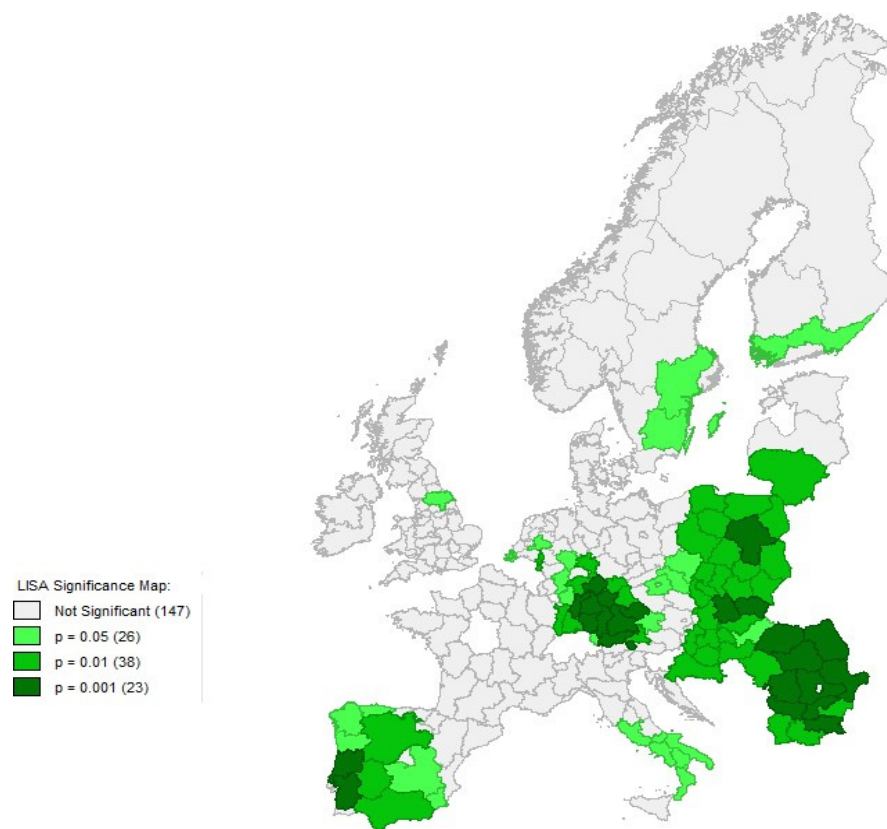 LISA Significance Map:
Not Significant (147)
p = 0.05 (26)
p = 0.01 (38)
p = 0.001 (23)